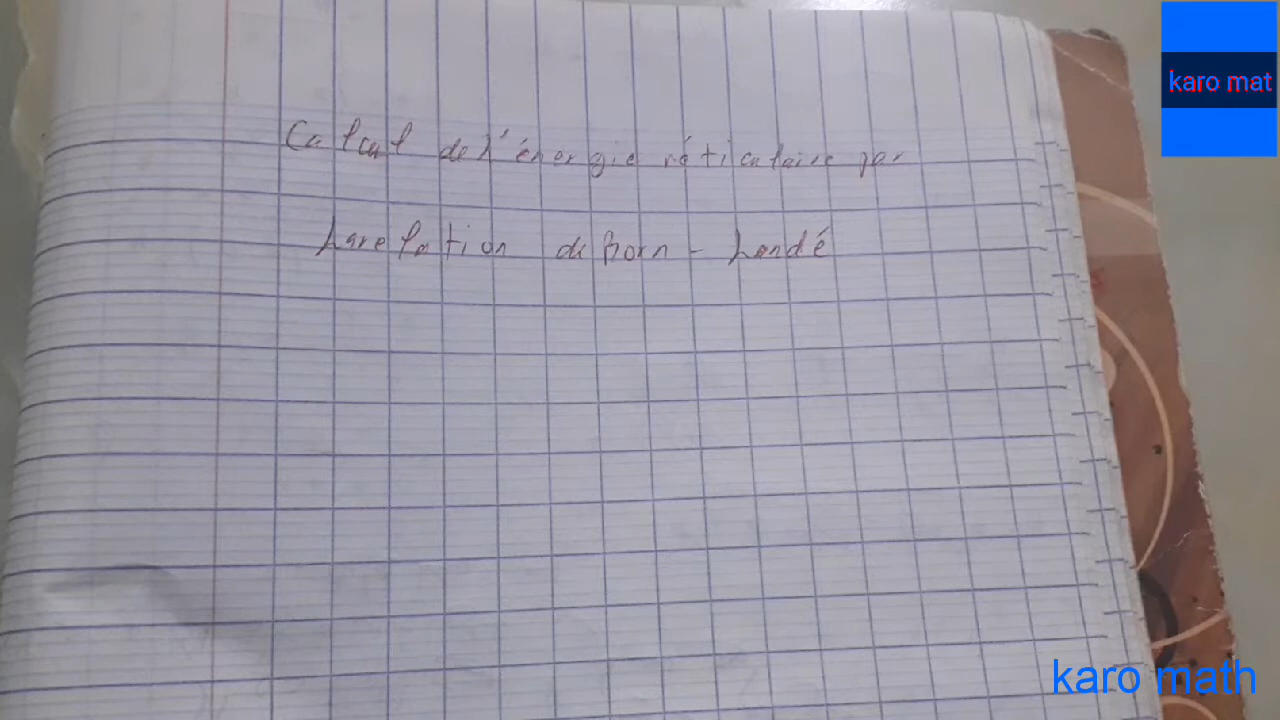 karo mat
Calcul de l'énergie réticulaire par
la relation de Born - Landé
karo math